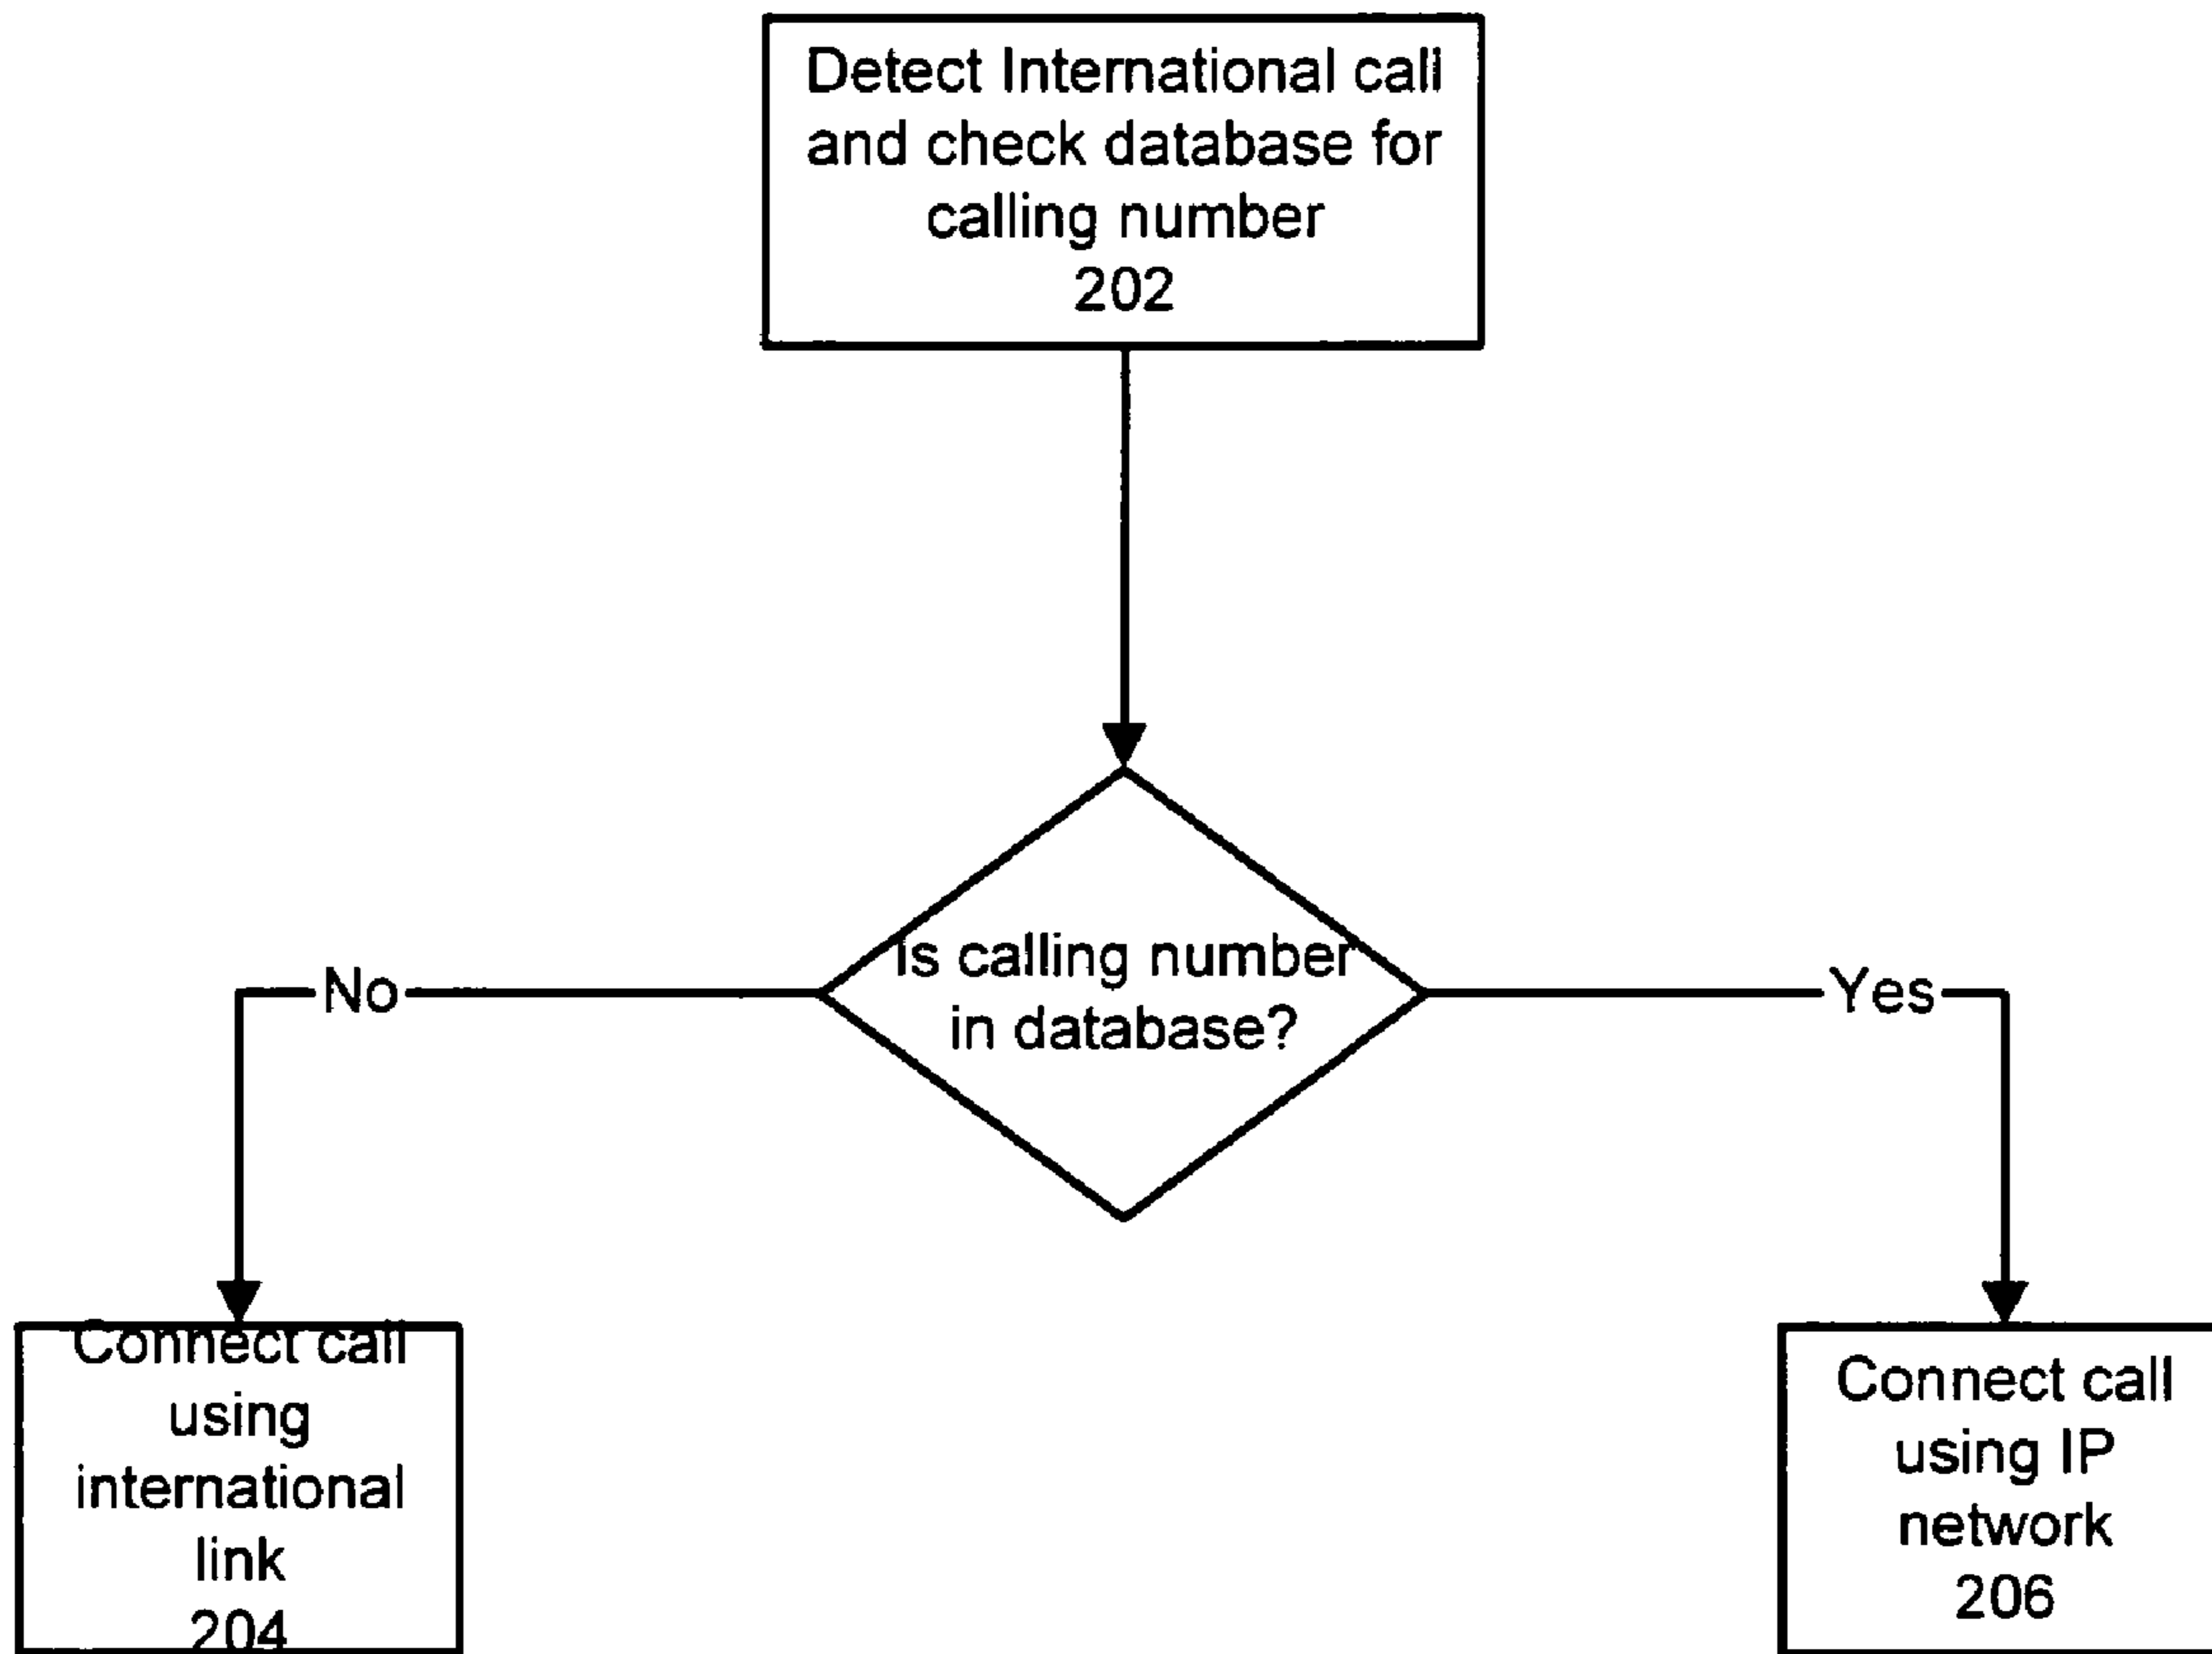 Detect International call
and check database for
calling number
202
Is calling number
in database?
No
Yes
Connect call
using
international
link
204
Connect call
using IP
network
206